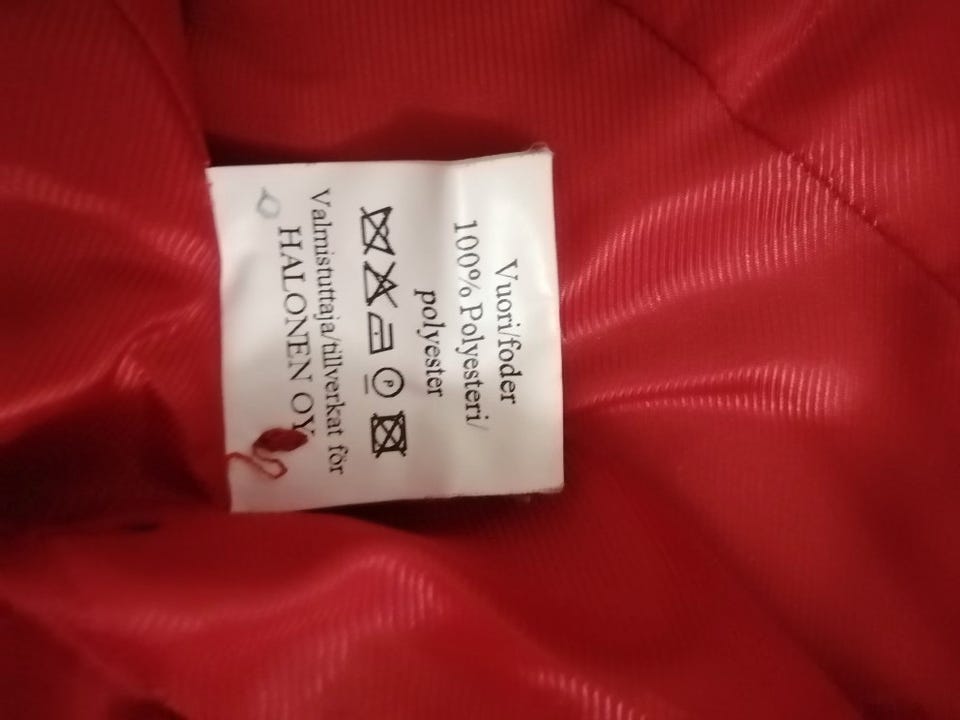 Vuori/foder
100% Polyesteri/
polyester
P
Valmistuttaja/tillverkat för
HALONEN OY